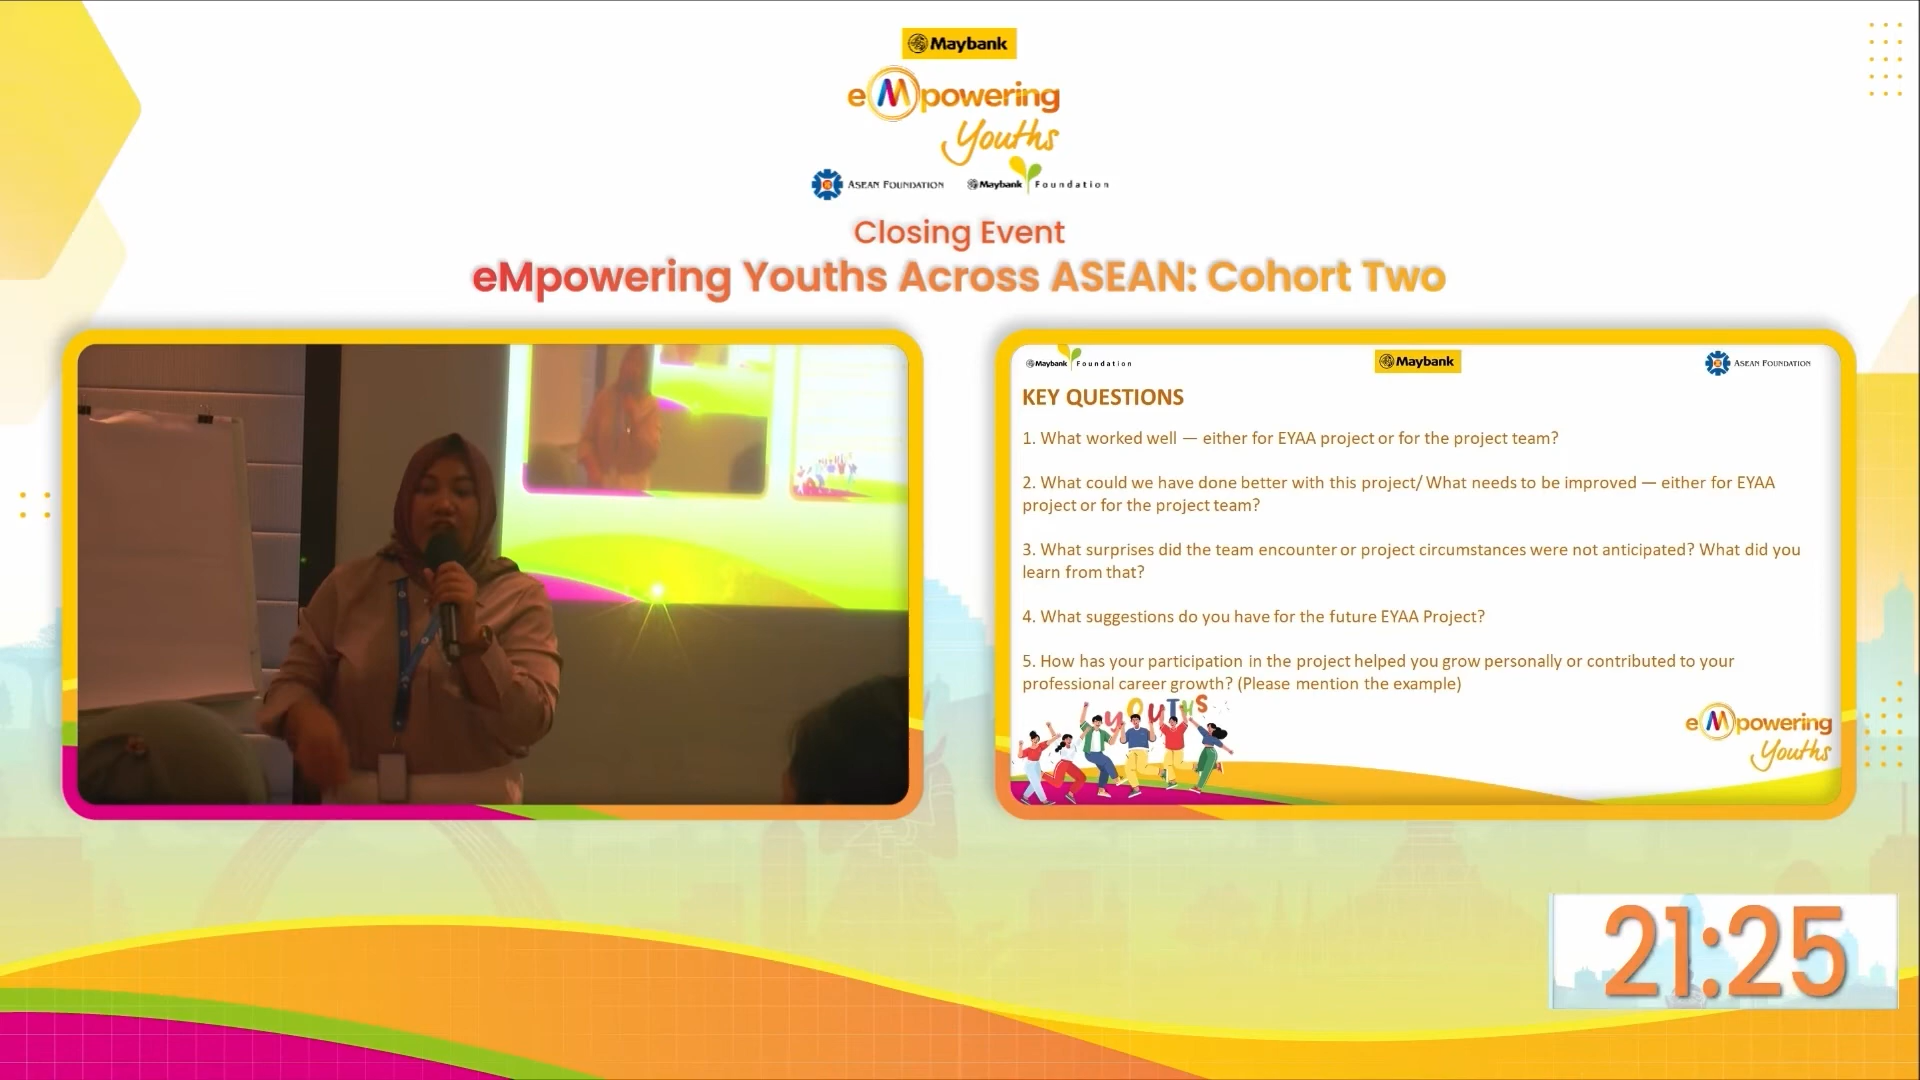 Maybank
eMpowering
Youths
ASEAN FOUNDATION
Maybank Foundation
Closing Event
eMpowering Youths Across ASEAN: Cohort Two
Maybank Foundation
Maybank
ASEAN FOUNDATION
KEY QUESTIONS
1. What worked well — either for EYAA project or for the project team?
2. What could we have done better with this project/ What needs to be improved — either for EYAA
project or for the project team?
3. What surprises did the team encounter or project circumstances were not anticipated? What did you
learn from that?
4. What suggestions do you have for the future EYAA Project?
5. How has your participation in the project helped you grow personally or contributed to your
professional career growth? (Please mention the example)
yOuTHS
eMpowering
Youths
21:25